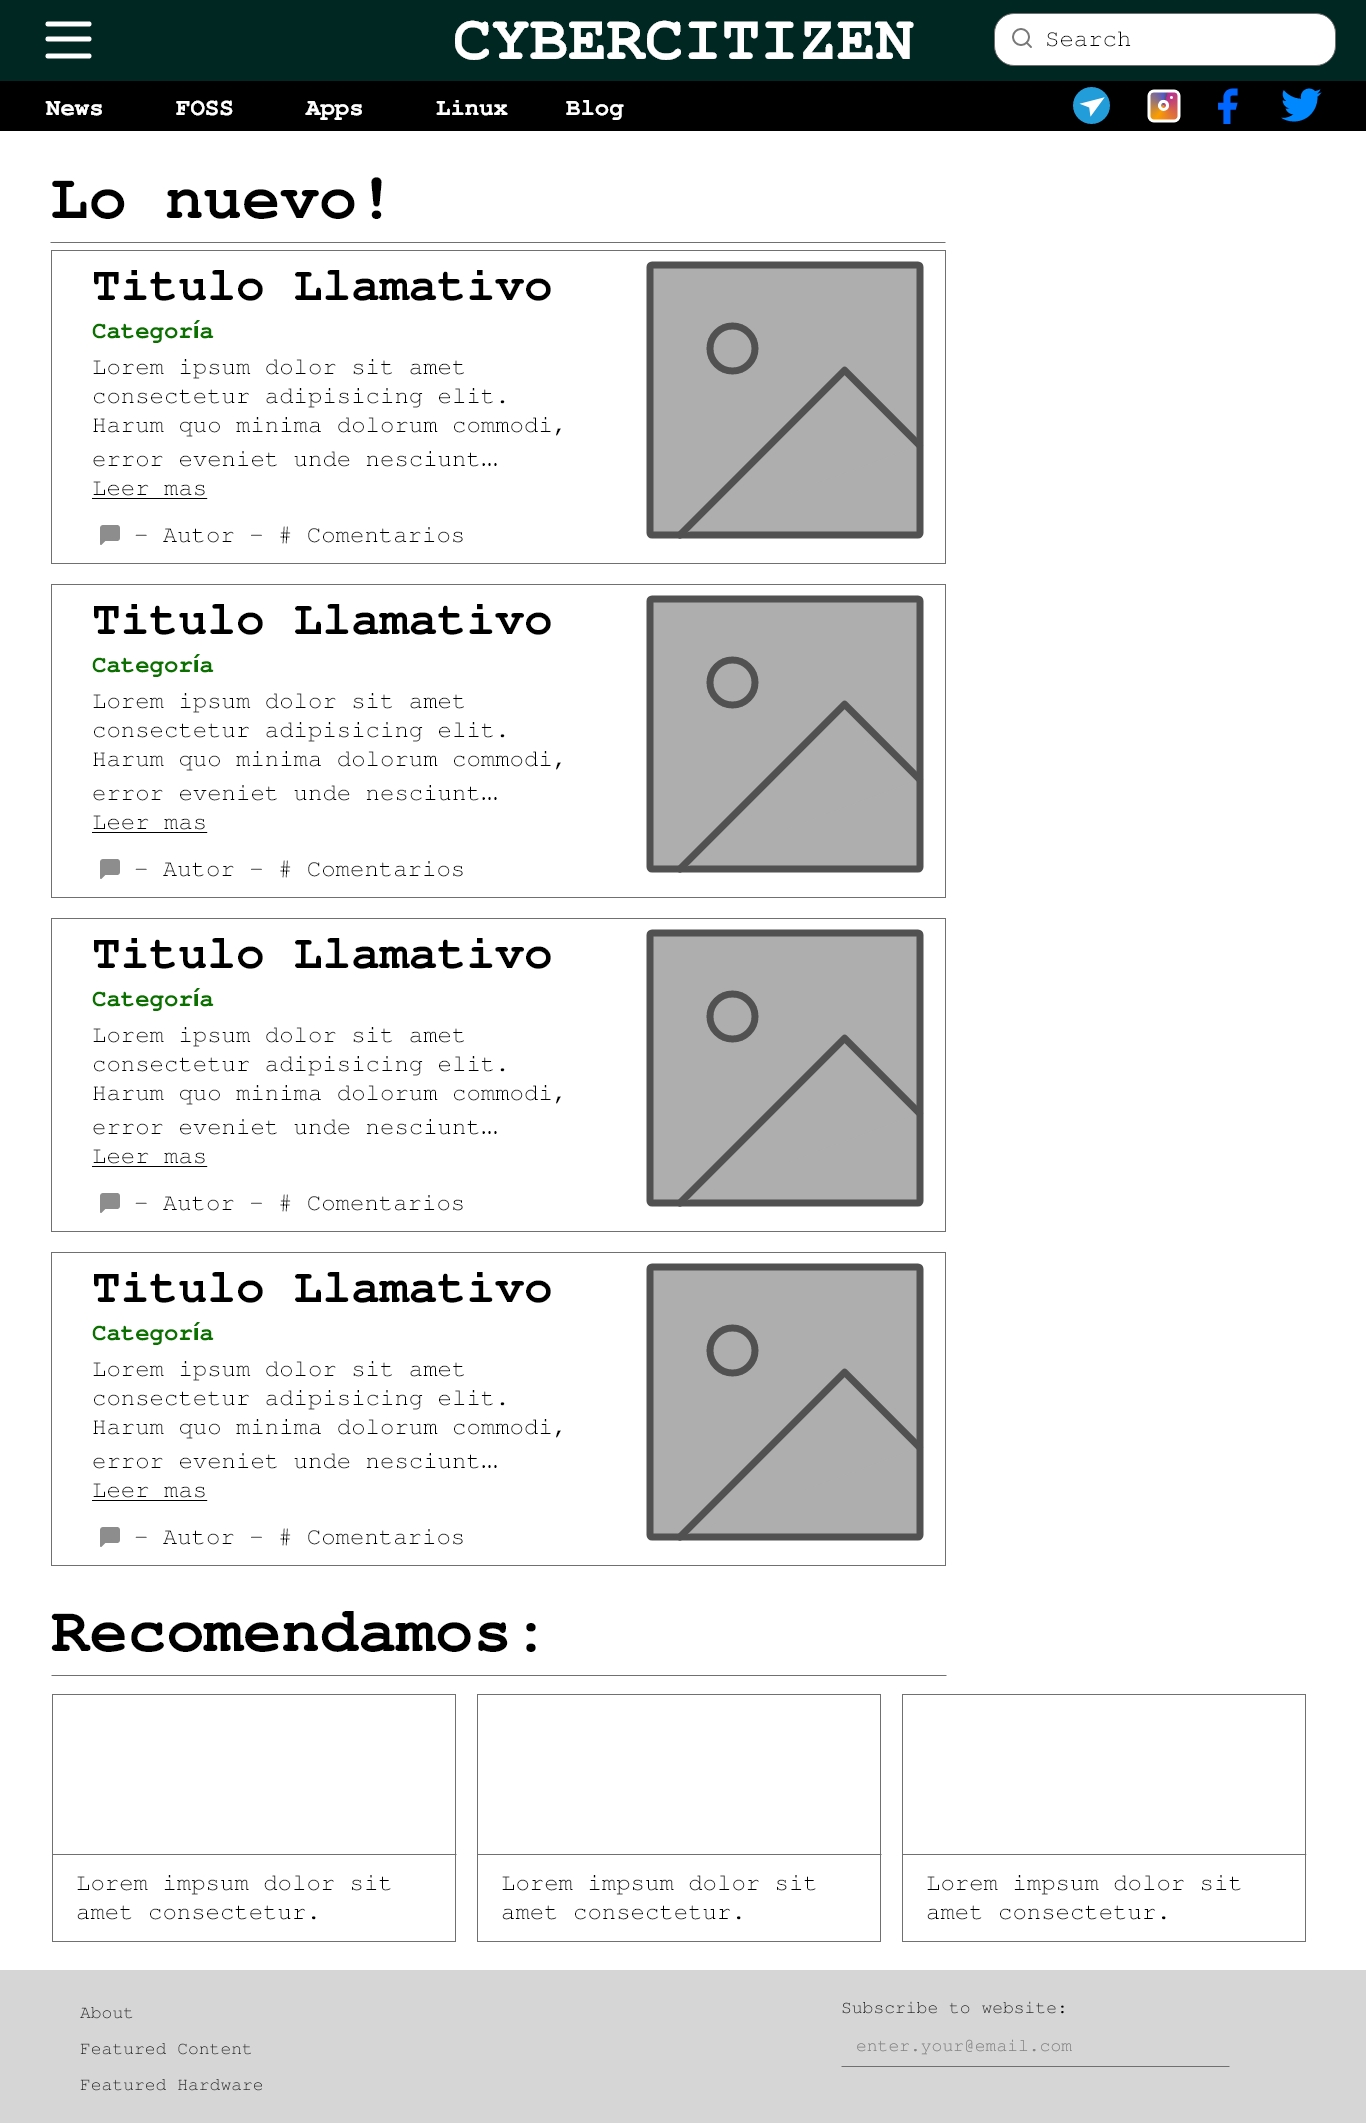 CYBERCITIZEN
Search
News FOSS Apps Linux Blog
Lo nuevo!
Titulo Llamativo
Categoría
Lorem ipsum dolor sit amet
consectetur adipisicing elit.
Harum quo minima dolorum commodi,
error eveniet unde nesciunt…
Leer mas
- Autor - # Comentarios
Titulo Llamativo
Categoría
Lorem ipsum dolor sit amet
consectetur adipisicing elit.
Harum quo minima dolorum commodi,
error eveniet unde nesciunt…
Leer mas
- Autor - # Comentarios
Titulo Llamativo
Categoría
Lorem ipsum dolor sit amet
consectetur adipisicing elit.
Harum quo minima dolorum commodi,
error eveniet unde nesciunt…
Leer mas
- Autor - # Comentarios
Titulo Llamativo
Categoría
Lorem ipsum dolor sit amet
consectetur adipisicing elit.
Harum quo minima dolorum commodi,
error eveniet unde nesciunt…
Leer mas
- Autor - # Comentarios
Recomendamos:
Lorem impsum dolor sit
amet consectetur.
Lorem impsum dolor sit
amet consectetur.
Lorem impsum dolor sit
amet consectetur.
About
Featured Content
Featured Hardware
Subscribe to website:
enter.your@email.com